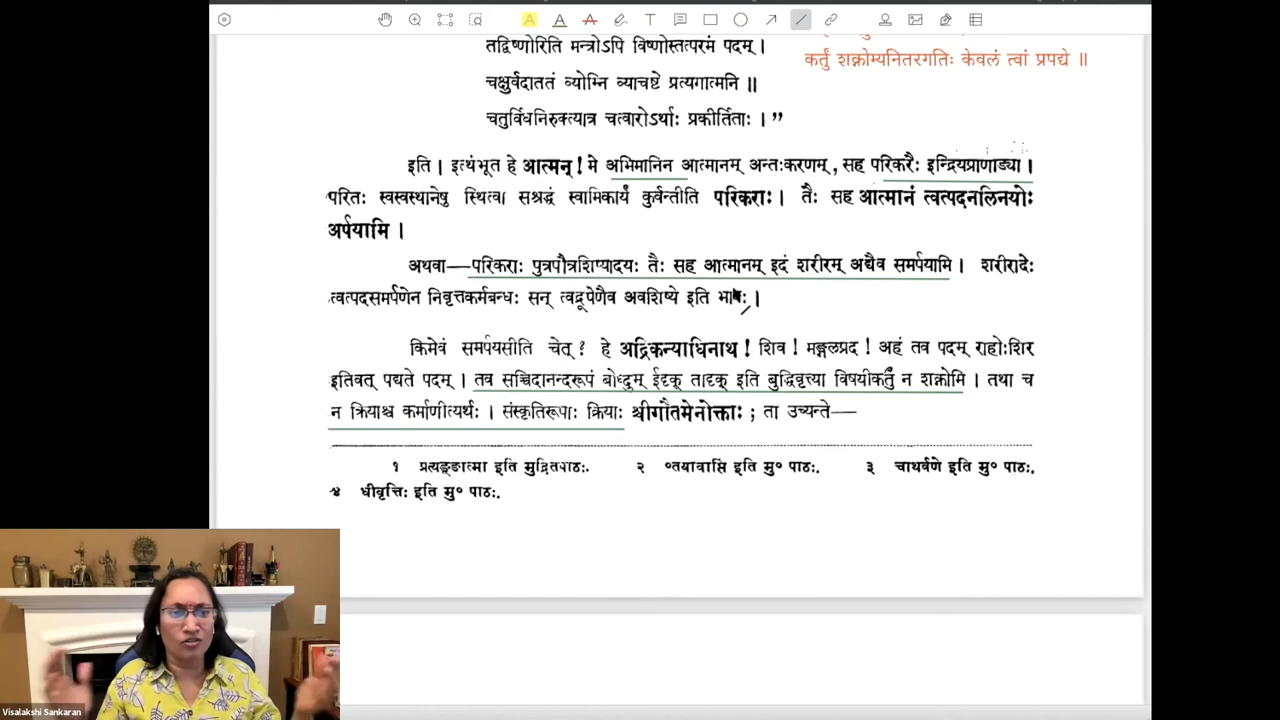 तद्विष्णोरिति मन्त्रोऽपि विष्णोस्तत्परमं पदम् ।
कर्तुं शक्नोम्यनितरगतिः केवलं त्वां प्रपद्ये ॥
चक्षुर्वदाततं व्योम्नि व्याचष्टे प्रत्यगात्मनि ॥
चतुर्विधनिरुक्त्यात्र चत्वारोऽर्थाः प्रकीर्तिताः । ”
इति । इत्थंभूत हे आत्मन् ! मे अभिमानिन आत्मानम् अन्तःकरणम् , सह परिकरैः इन्द्रियप्राणाड्या ।
परितः स्वस्वस्थानेषु स्थित्वा सश्रद्धं स्वामिकार्यं कुर्वन्तीति परिकराः । तैः सह आत्मानं त्वत्पदनलिनयोः
अर्पयामि ।
अथवा—परिकराः पुत्रपौत्रशिष्यादयः तैः सह आत्मानम् इदं शरीरम् अद्यैव समर्पयामि । शरीरादेः
त्वत्पदसमर्पणेन निवृत्तकर्मबन्धः सन् त्वद्रूपेणैव अवशिष्ये इति ।
किमेवं समर्पयसीति चेत् ? हे अद्रिकन्याधिनाथ ! शिव ! मङ्गलप्रद ! अहं तव पदम् राहोःशिर
इतिवत् पद्यते पदम् । तव सच्चिदानन्दरूपं बोध्दुम् ईदृक् तादृक् इति बुद्धिवृत्त्या विषयीकर्तुं न शक्नोमि । तथा च
न क्रियाश्च कर्माणीत्यर्थः । संस्कृतिरूपाः क्रियाः श्रीगौतमेनोक्ताः ; ता उच्यन्ते—
१ प्रत्यङ्ङात्मा इति मुद्रितपाठः. २ ०तयावासिं इति मु० पाठः. ३ चाथर्वणे इति मु० पाठः.
४ धीवृत्तिः इति मु० पाठः.
Visalakshi Sankaran